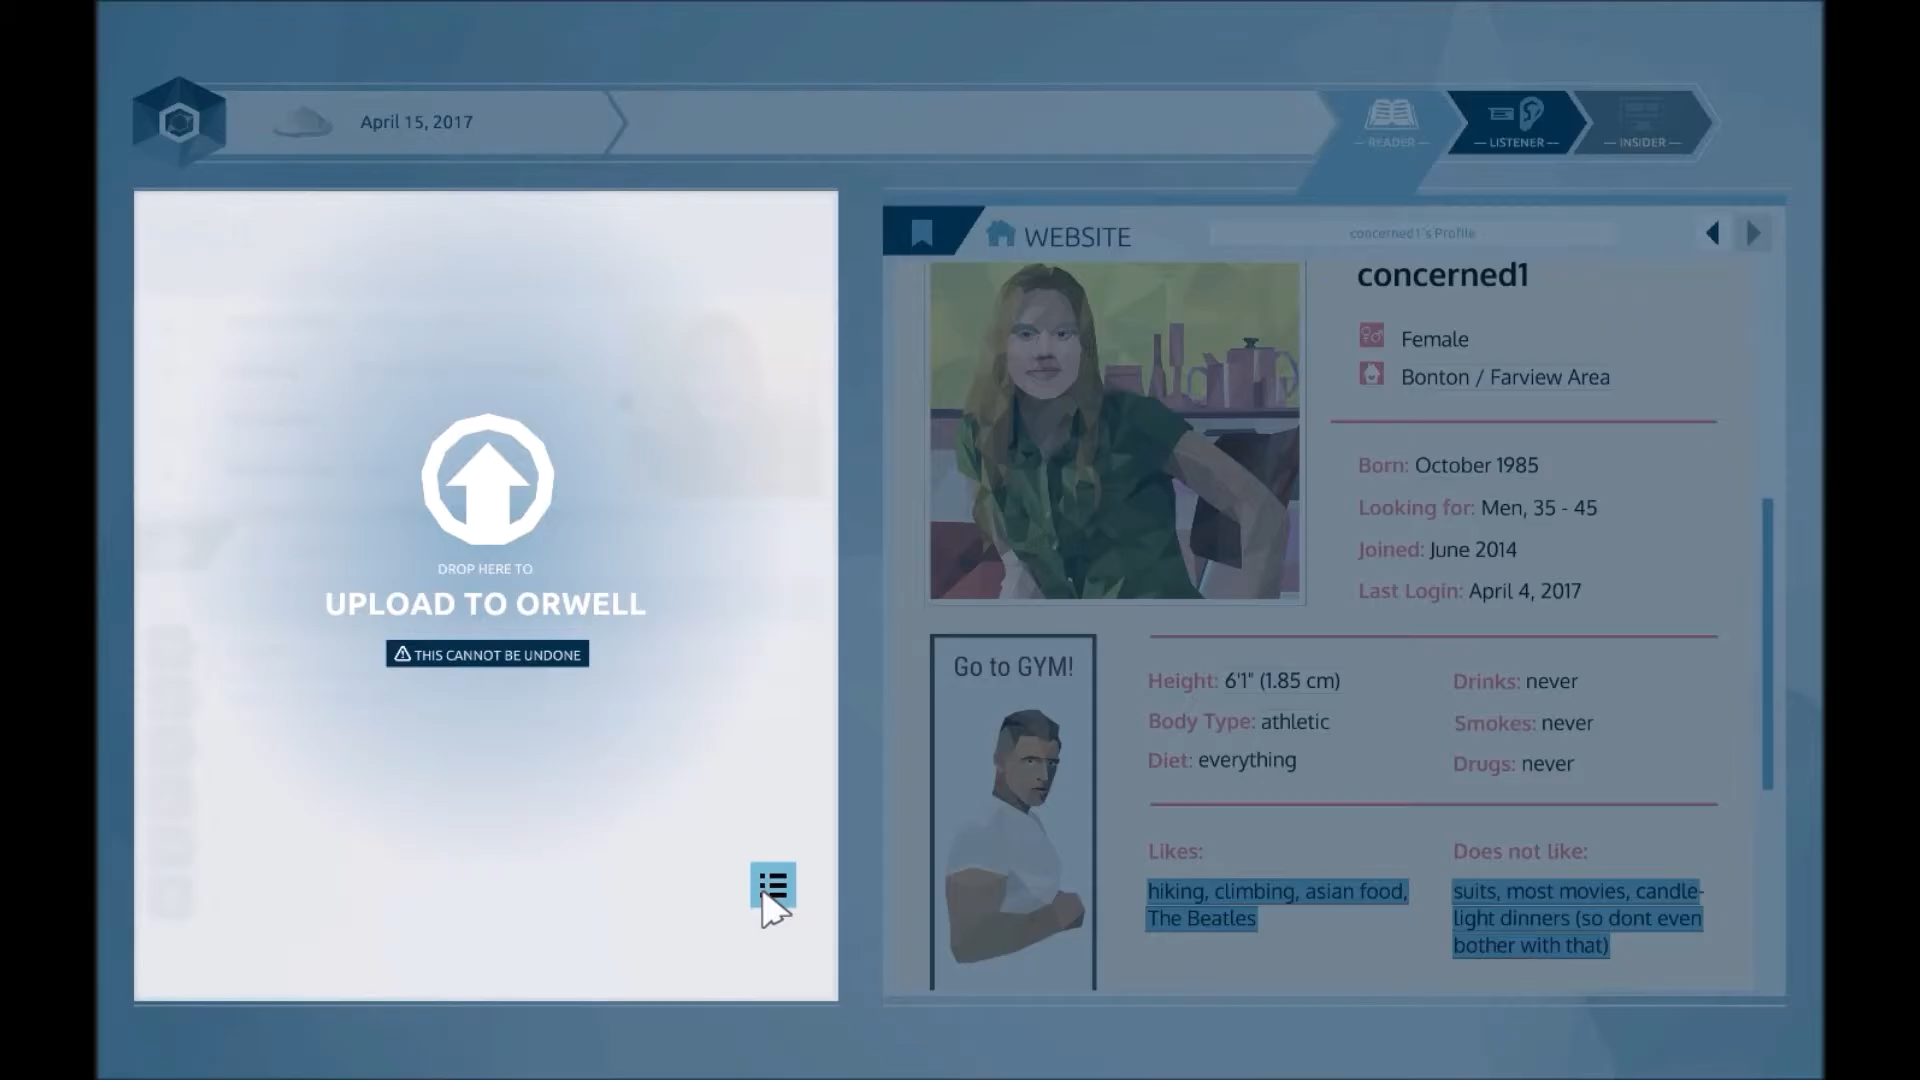 April 15, 2017
— READER —
— LISTENER —
— INSIDER —
DROP HERE TO
UPLOAD TO ORWELL
THIS CANNOT BE UNDONE
WEBSITE
concerned1's Profile
concerned1
Female
Bonton / Farview Area
Born: October 1985
Looking for: Men, 35 - 45
Joined: June 2014
Last Login: April 4, 2017
Go to GYM!
Height: 6'1" (1.85 cm)
Body Type: athletic
Diet: everything
Drinks: never
Smokes: never
Drugs: never
Likes:
hiking, climbing, asian food,
The Beatles
Does not like:
suits, most movies, candle-
light dinners (so dont even
bother with that)